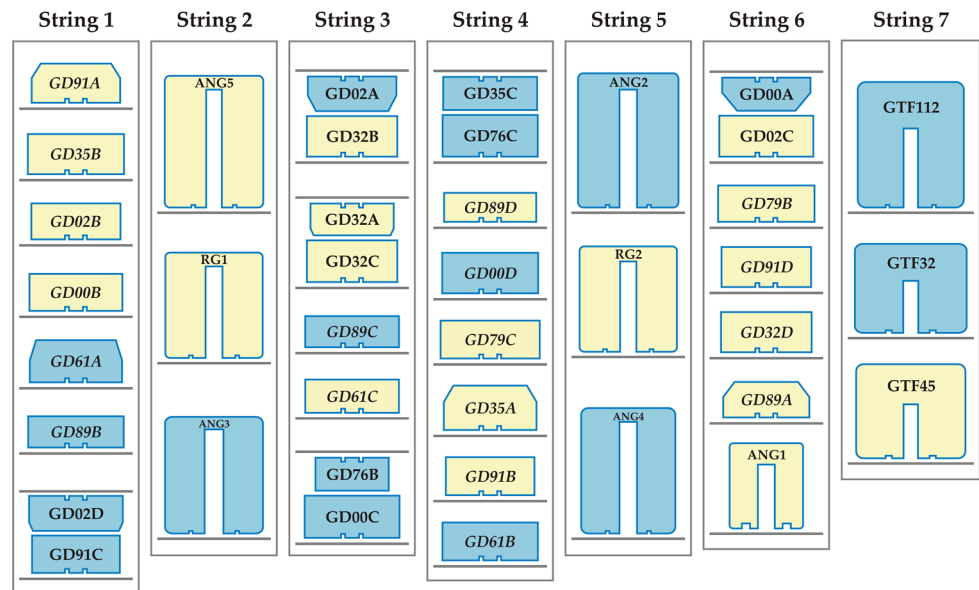 String 1
String 2
String 3
String 4
String 5
String 6
String 7
GD91A
GD35B
GD02B
GD00B
GD61A
GD89B
GD02D
GD91C
ANG5
RG1
ANG3
GD02A
GD32B
GD32A
GD32C
GD89C
GD61C
GD76B
GD00C
GD35C
GD76C
GD89D
GD00D
GD79C
GD35A
GD91B
GD61B
ANG2
RG2
ANG4
GD00A
GD02C
GD79B
GD91D
GD32D
GD89A
ANG1
GTF112
GTF32
GTF45